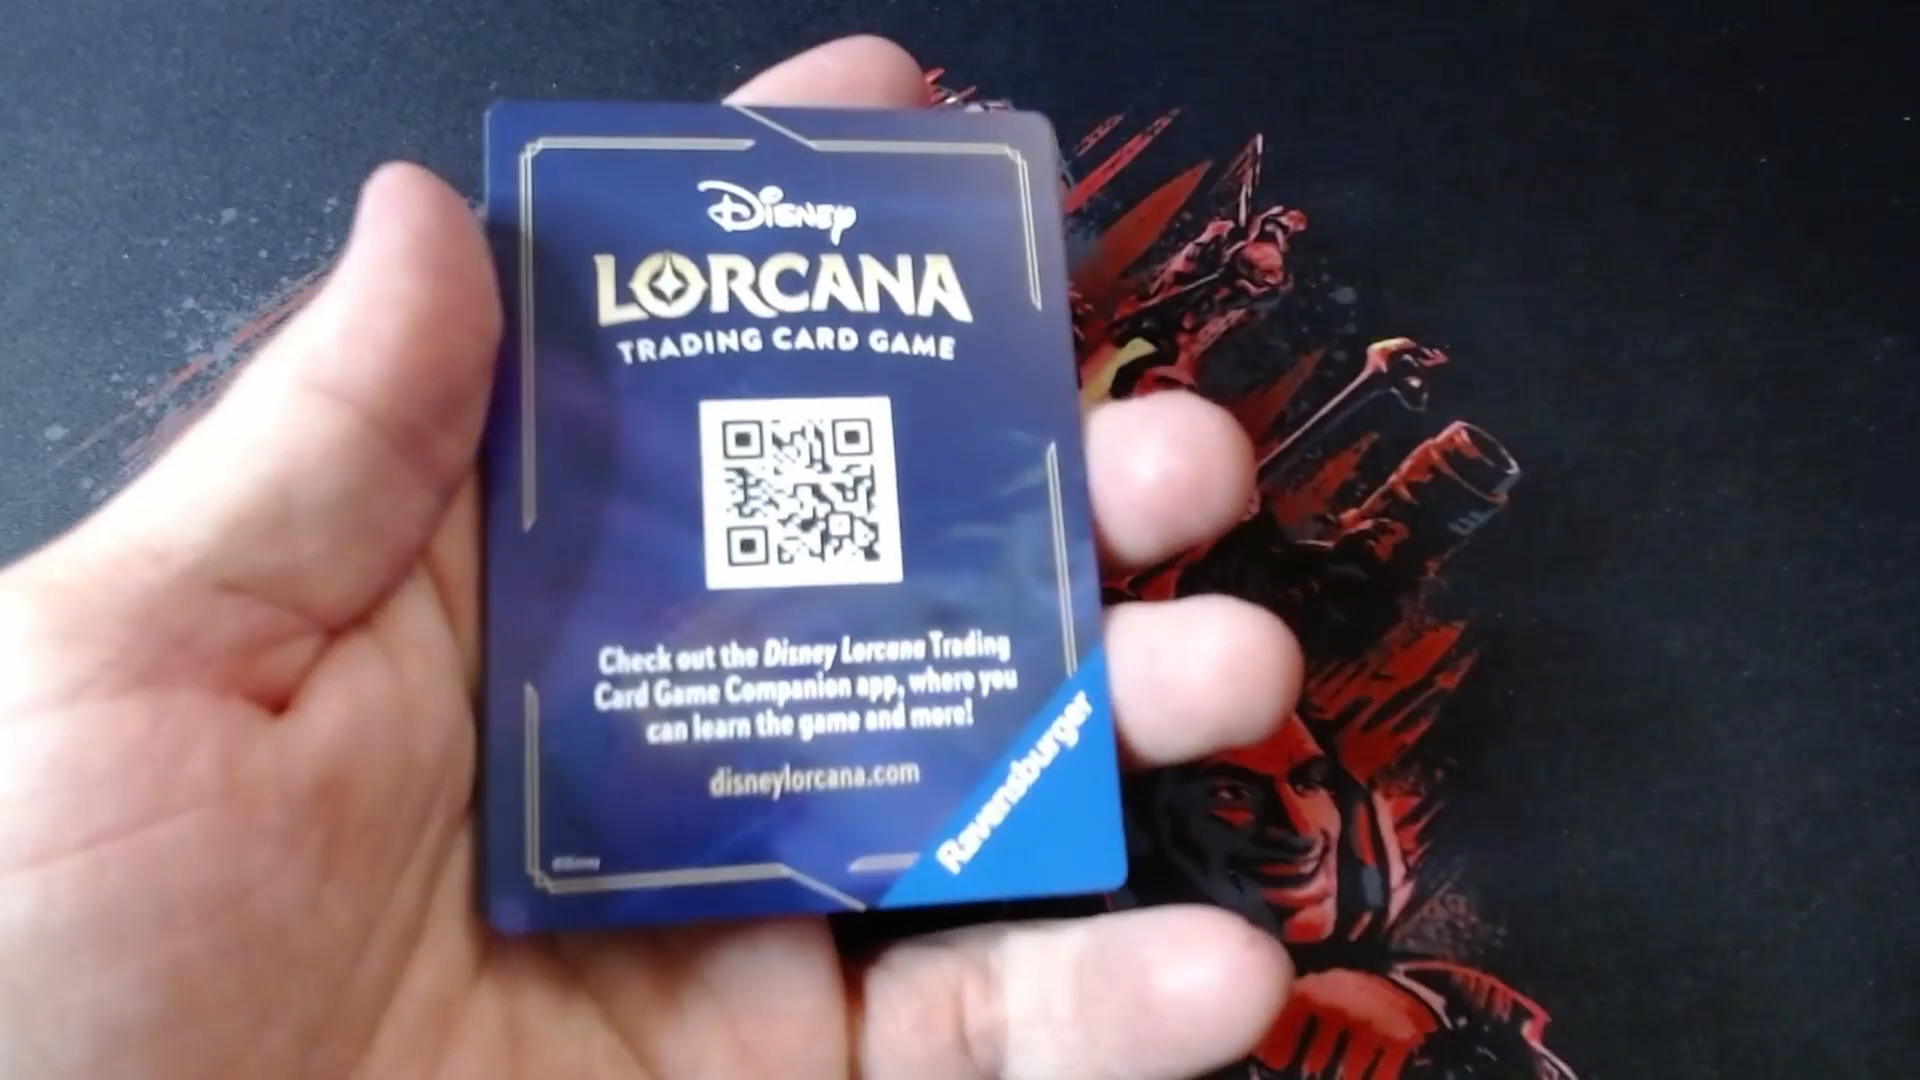 Disney
LORCANA
TRADING CARD GAME
Check out the Disney Lorcana Trading
Card Game Companion app, where you
can learn the game and more!
disneylorcana.com
Ravensburger
©Disney